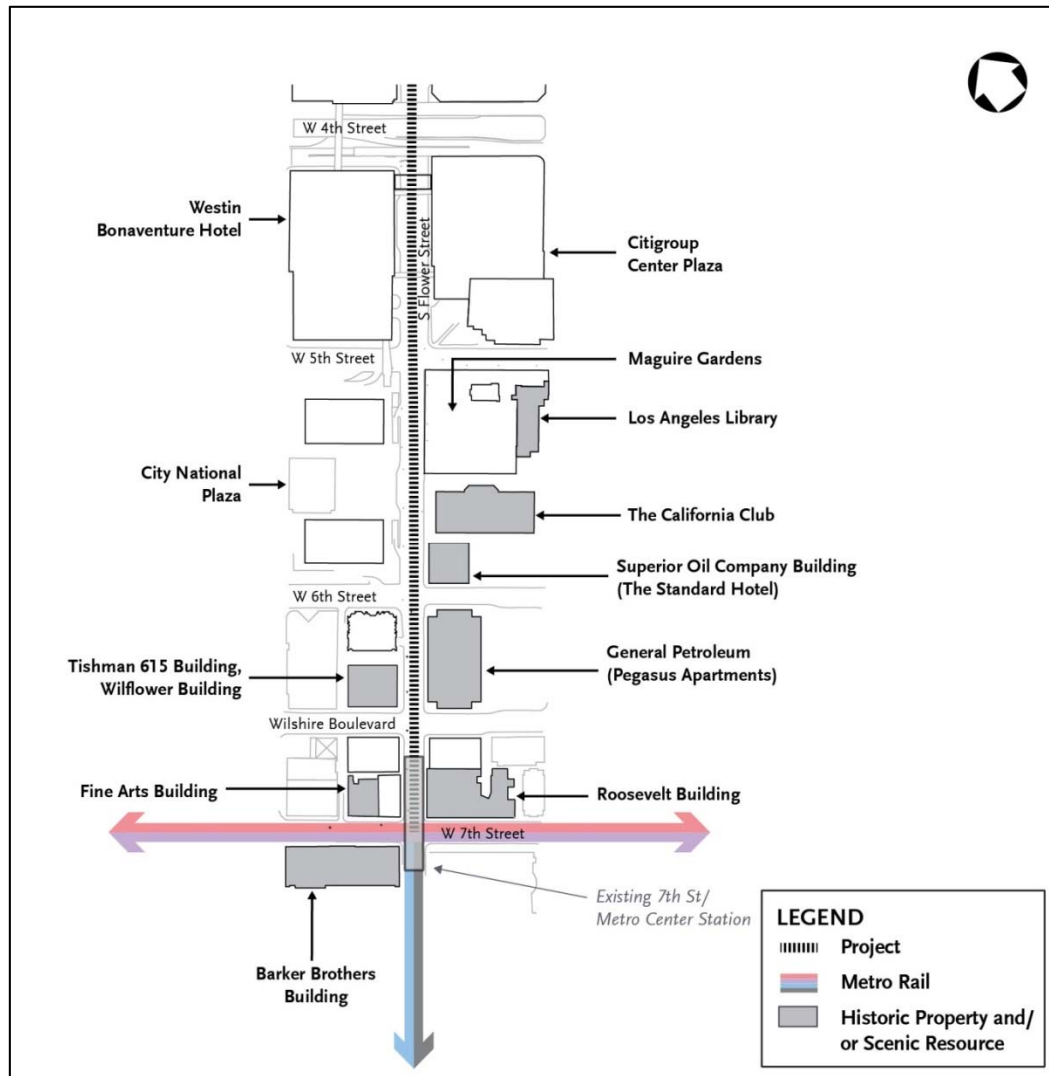 W 4th Street
Westin
Bonaventure Hotel
S Flower Street
Citigroup
Center Plaza
W 5th Street
Maguire Gardens
Los Angeles Library
City National
Plaza
The California Club
Superior Oil Company Building
(The Standard Hotel)
W 6th Street
General Petroleum
(Pegasus Apartments)
Tishman 615 Building,
Wilflower Building
Wilshire Boulevard
Fine Arts Building
Roosevelt Building
W 7th Street
Existing 7th St/
Metro Center Station
Barker Brothers
Building
LEGEND
Project
Metro Rail
Historic Property and/
or Scenic Resource